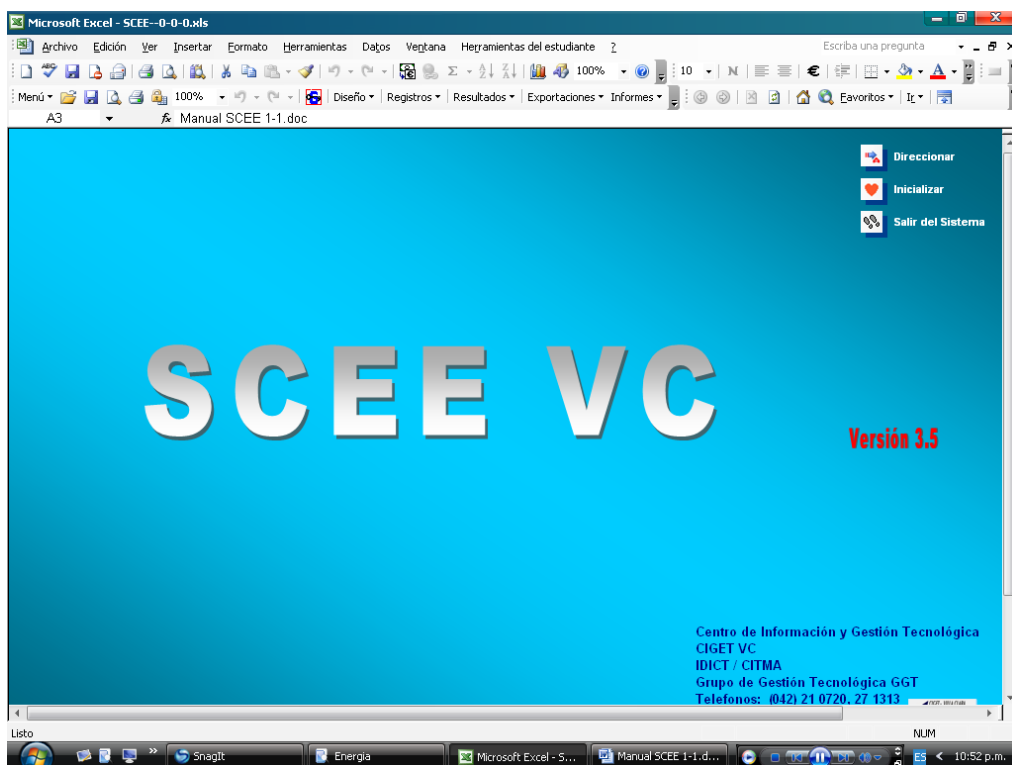 Microsoft Excel - SCEE--0-0-0.xls
Archivo Edición Ver Insertar Formato Herramientas Datos Ventana Herramientas del estudiante ? Escriba una pregunta
100% 10 N € A
Menú 100% Diseño Registros Resultados Exportaciones Informes Favoritos Ir
A3 fx Manual SCEE 1-1.doc
Direccionar
Inicializar
Salir del Sistema
SCEE VC
Versión 3.5
Centro de Información y Gestión Tecnológica
CIGET VC
IDICT / CITMA
Grupo de Gestión Tecnológica GGT
Telefonos: (042) 21 0720, 27 1313
Listo NUM
SnagIt Energia Microsoft Excel - S... Manual SCEE 1-1.d... ES 10:52 p.m.